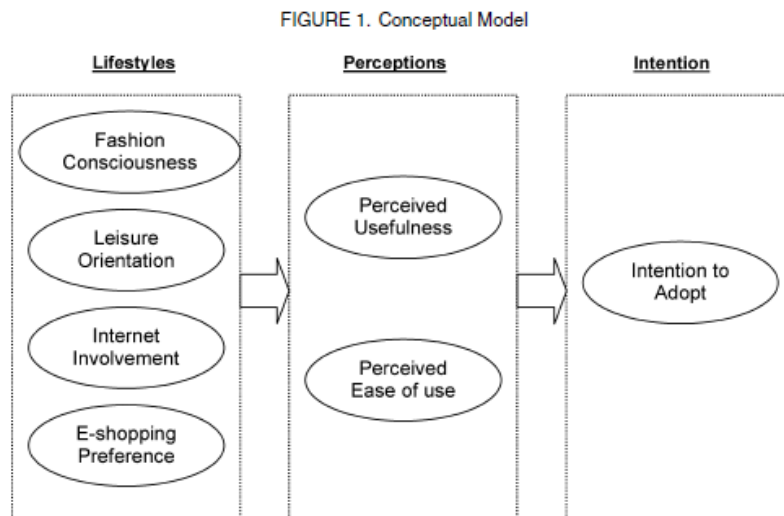 FIGURE 1. Conceptual Model
Lifestyles
Perceptions
Intention
Fashion
Consciousness
Leisure
Orientation
Internet
Involvement
E-shopping
Preference
Perceived
Usefulness
Perceived
Ease of use
Intention to
Adopt